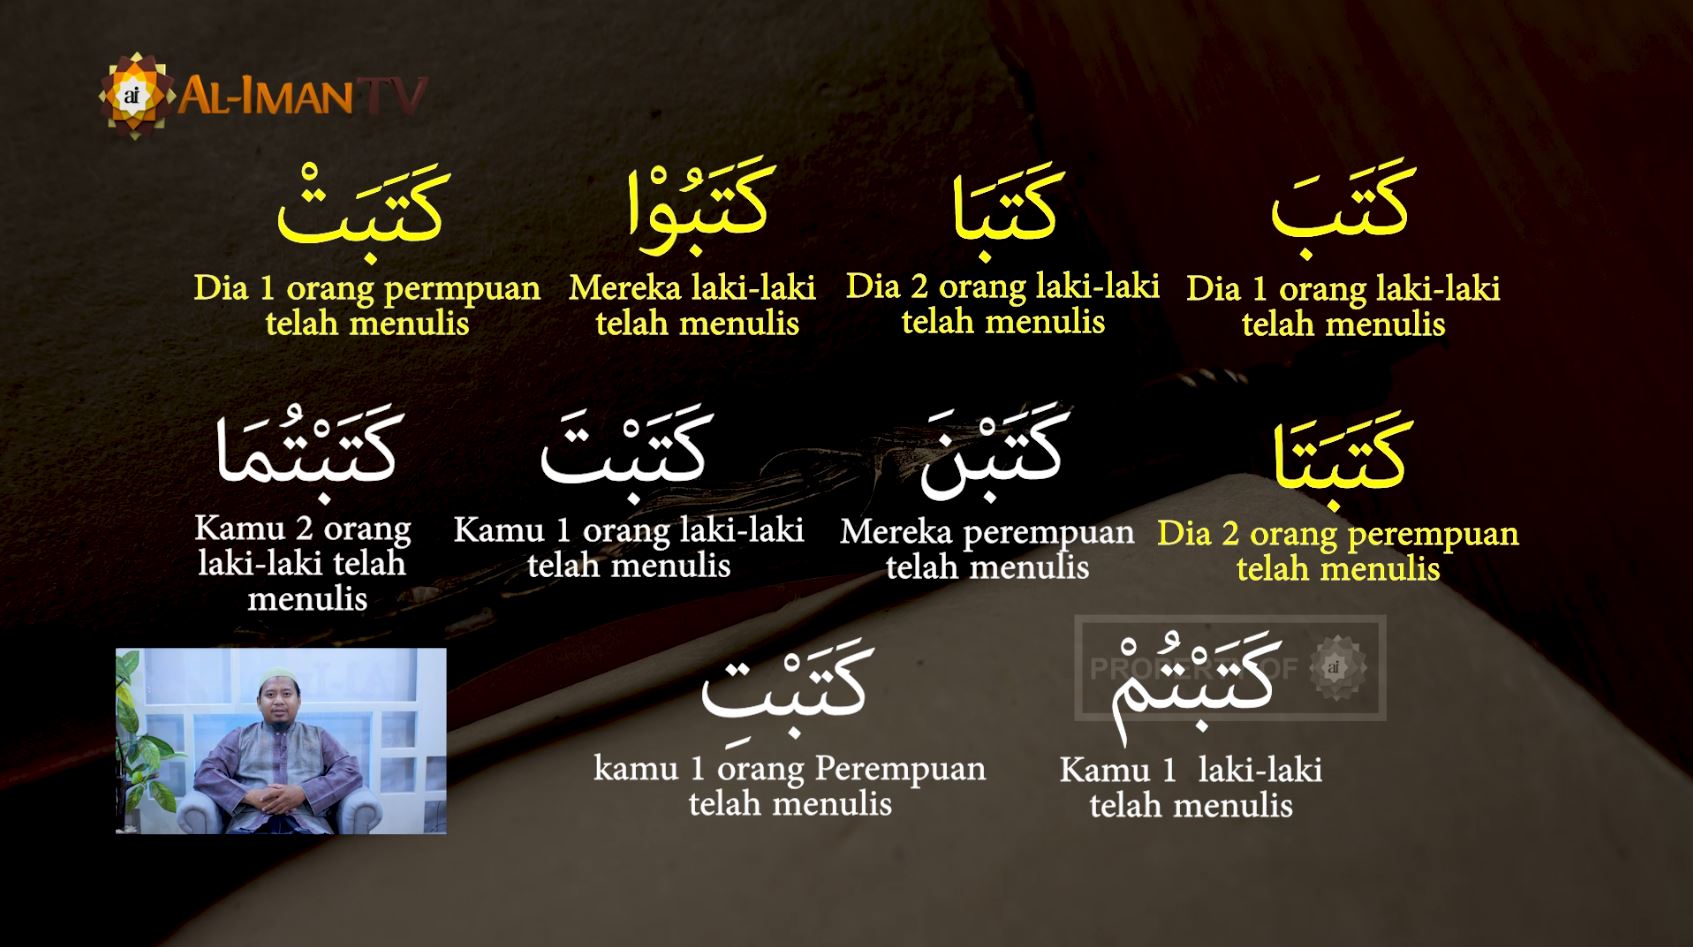 ai AL-IMAN TV
كَتَبَ
Dia 1 orang laki-laki
telah menulis
كَتَبَا
Dia 2 orang laki-laki
telah menulis
كَتَبُوْا
Mereka laki-laki
telah menulis
كَتَبَتْ
Dia 1 orang permpuan
telah menulis
كَتَبَتَا
Dia 2 orang perempuan
telah menulis
كَتَبْنَ
Mereka perempuan
telah menulis
كَتَبْتَ
Kamu 1 orang laki-laki
telah menulis
كَتَبْتُمَا
Kamu 2 orang
laki-laki telah
menulis
PROPERTY OF ai
كَتَبْتُمْ
Kamu 1 laki-laki
telah menulis
كَتَبْتِ
kamu 1 orang Perempuan
telah menulis